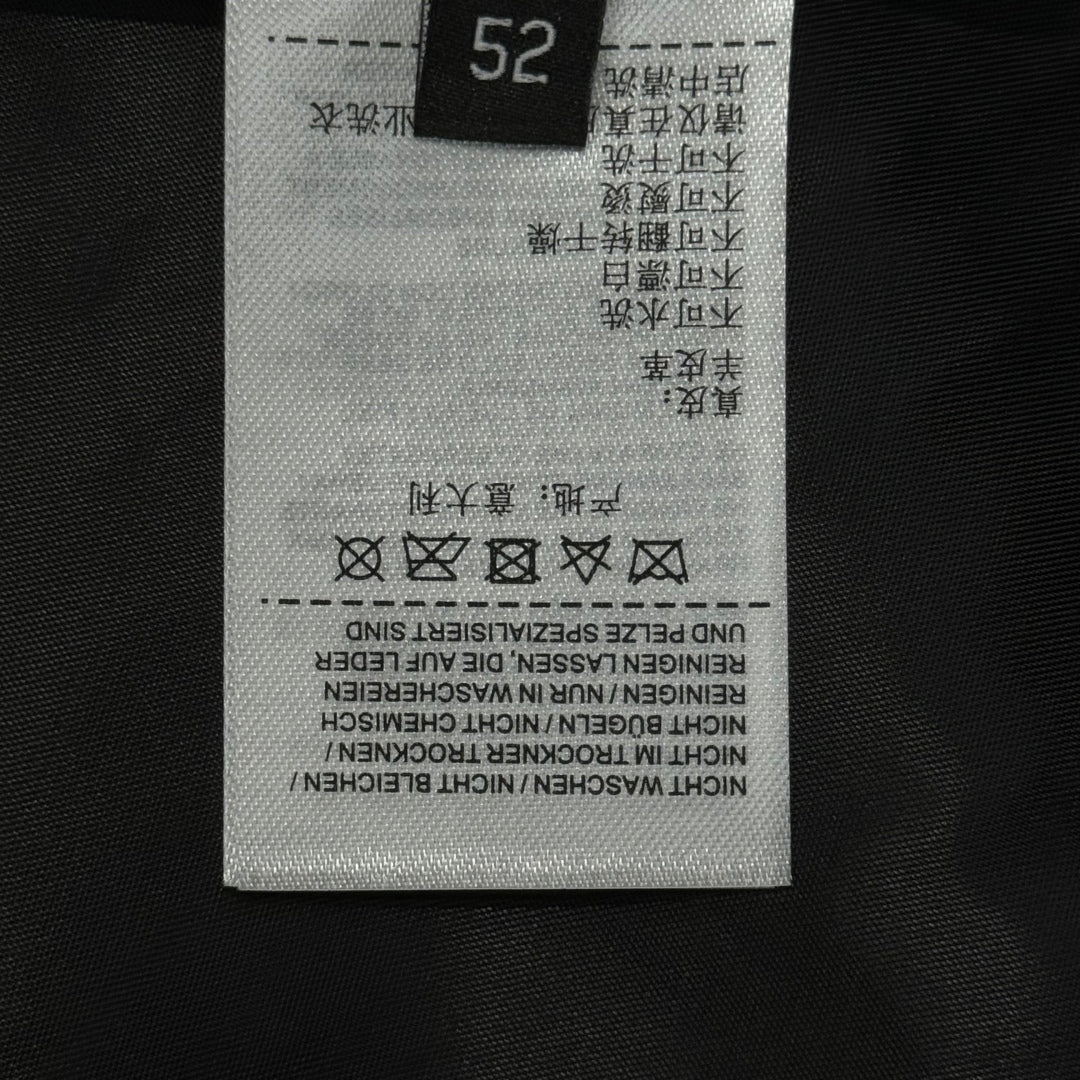 NICHT WASCHEN / NICHT BLEICHEN /
NICHT IM TROCKNER TROCKNEN /
NICHT BÜGELN / NICHT CHEMISCH
REINIGEN / NUR IN WASCHEREIEN
REINIGEN LASSEN, DIE AUF LEDER
UND PELZE SPEZIALISIERT SIND
产地: 意大利
真皮:
羊皮革
不可水洗
不可漂白
不可翻转干燥
不可熨烫
不可干洗
请仅在真 业洗衣
店中清洗
52